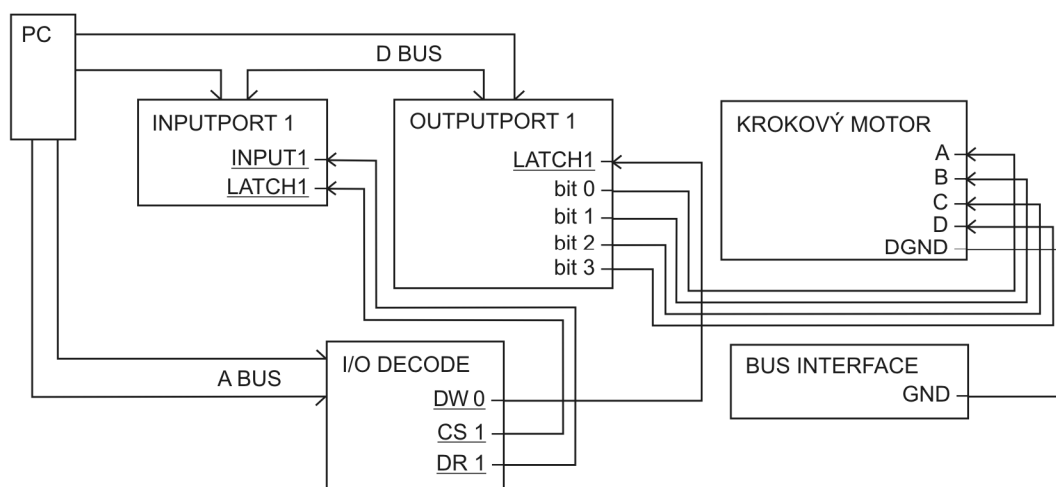 PC
D BUS
INPUTPORT 1
INPUT1
LATCH1
OUTPUTPORT 1
LATCH1
bit 0
bit 1
bit 2
bit 3
KROKOVÝ MOTOR
A
B
C
D
DGND
A BUS
I/O DECODE
DW 0
CS 1
DR 1
BUS INTERFACE
GND